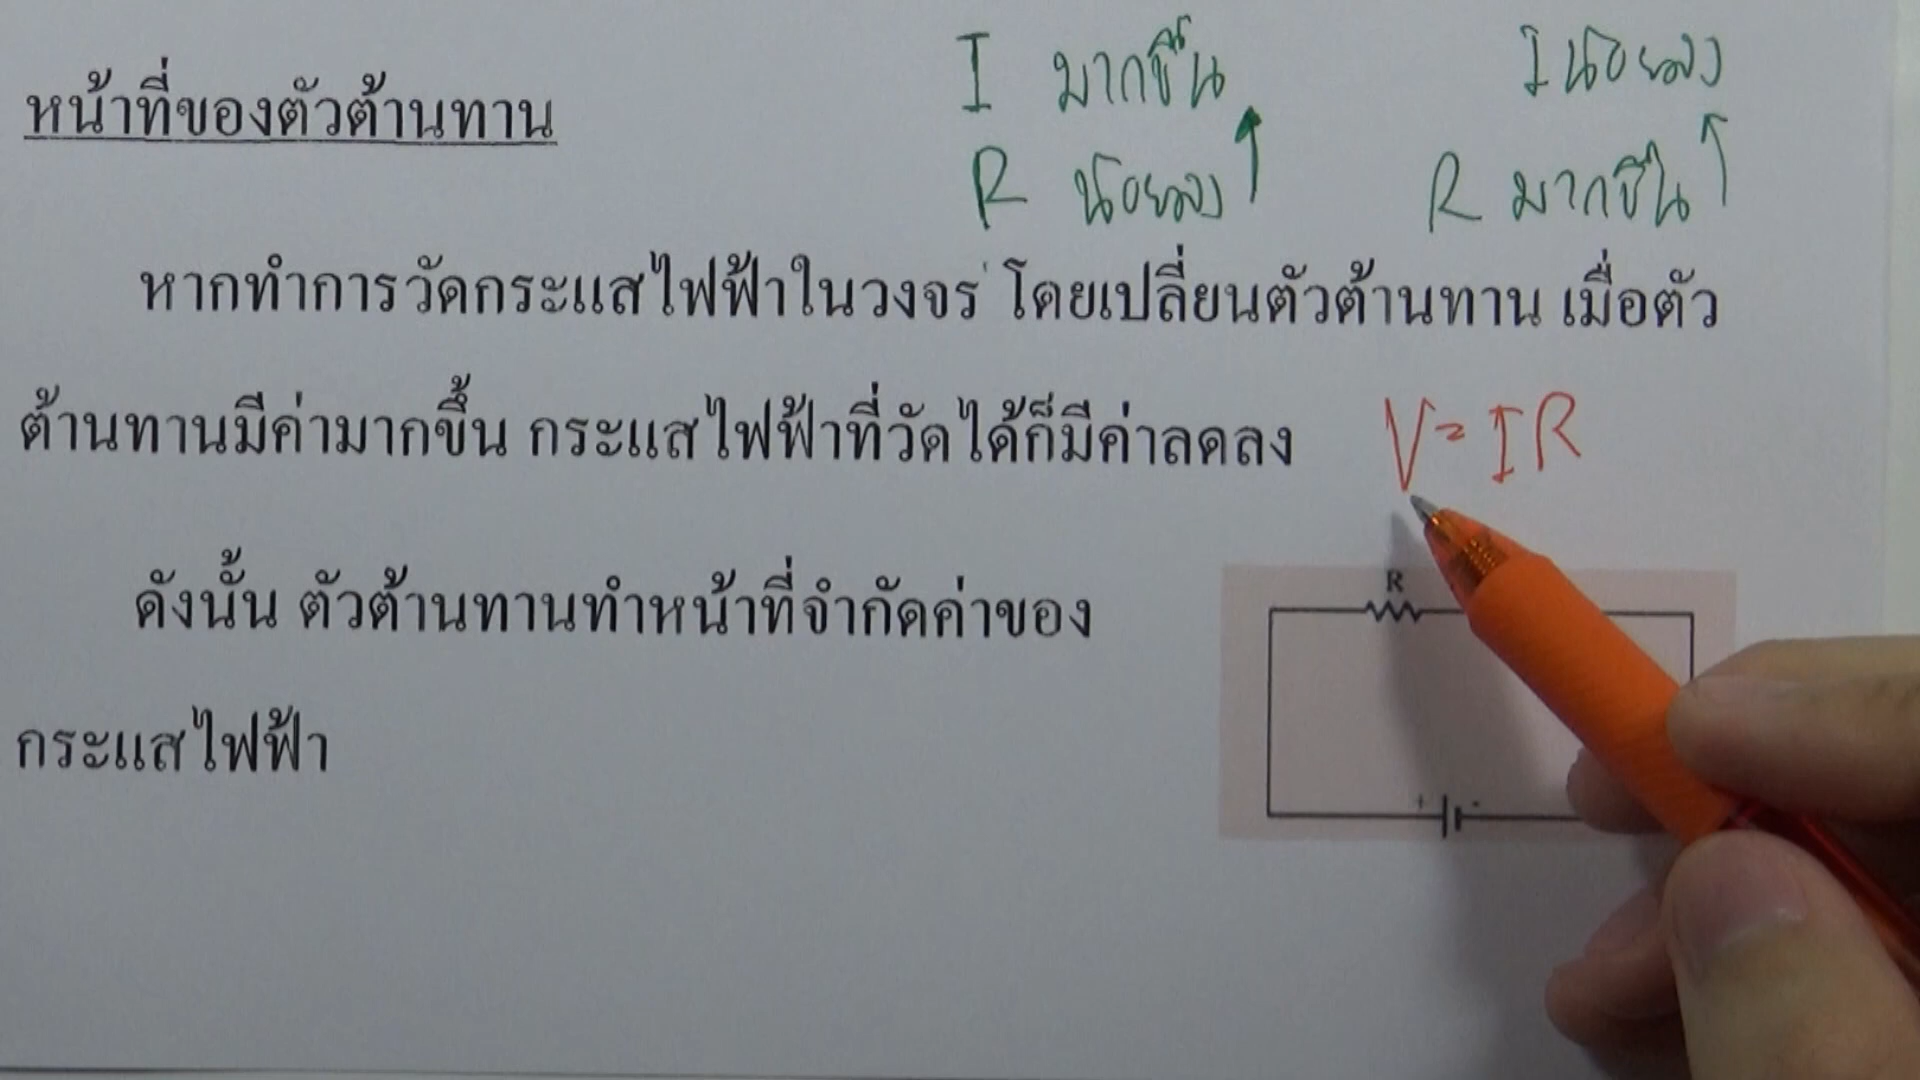 หน้าที่ของตัวต้านทาน
I มากขึ้น
R น้อยลง
I น้อยลง
R มากขึ้น
หากทำการวัดกระแสไฟฟ้าในวงจร โดยเปลี่ยนตัวต้านทาน เมื่อตัว
ต้านทานมีค่ามากขึ้น กระแสไฟฟ้าที่วัดได้ก็มีค่าลดลง
V = IR
ดังนั้น ตัวต้านทานทำหน้าที่จำกัดค่าของ
กระแสไฟฟ้า
R
+ -